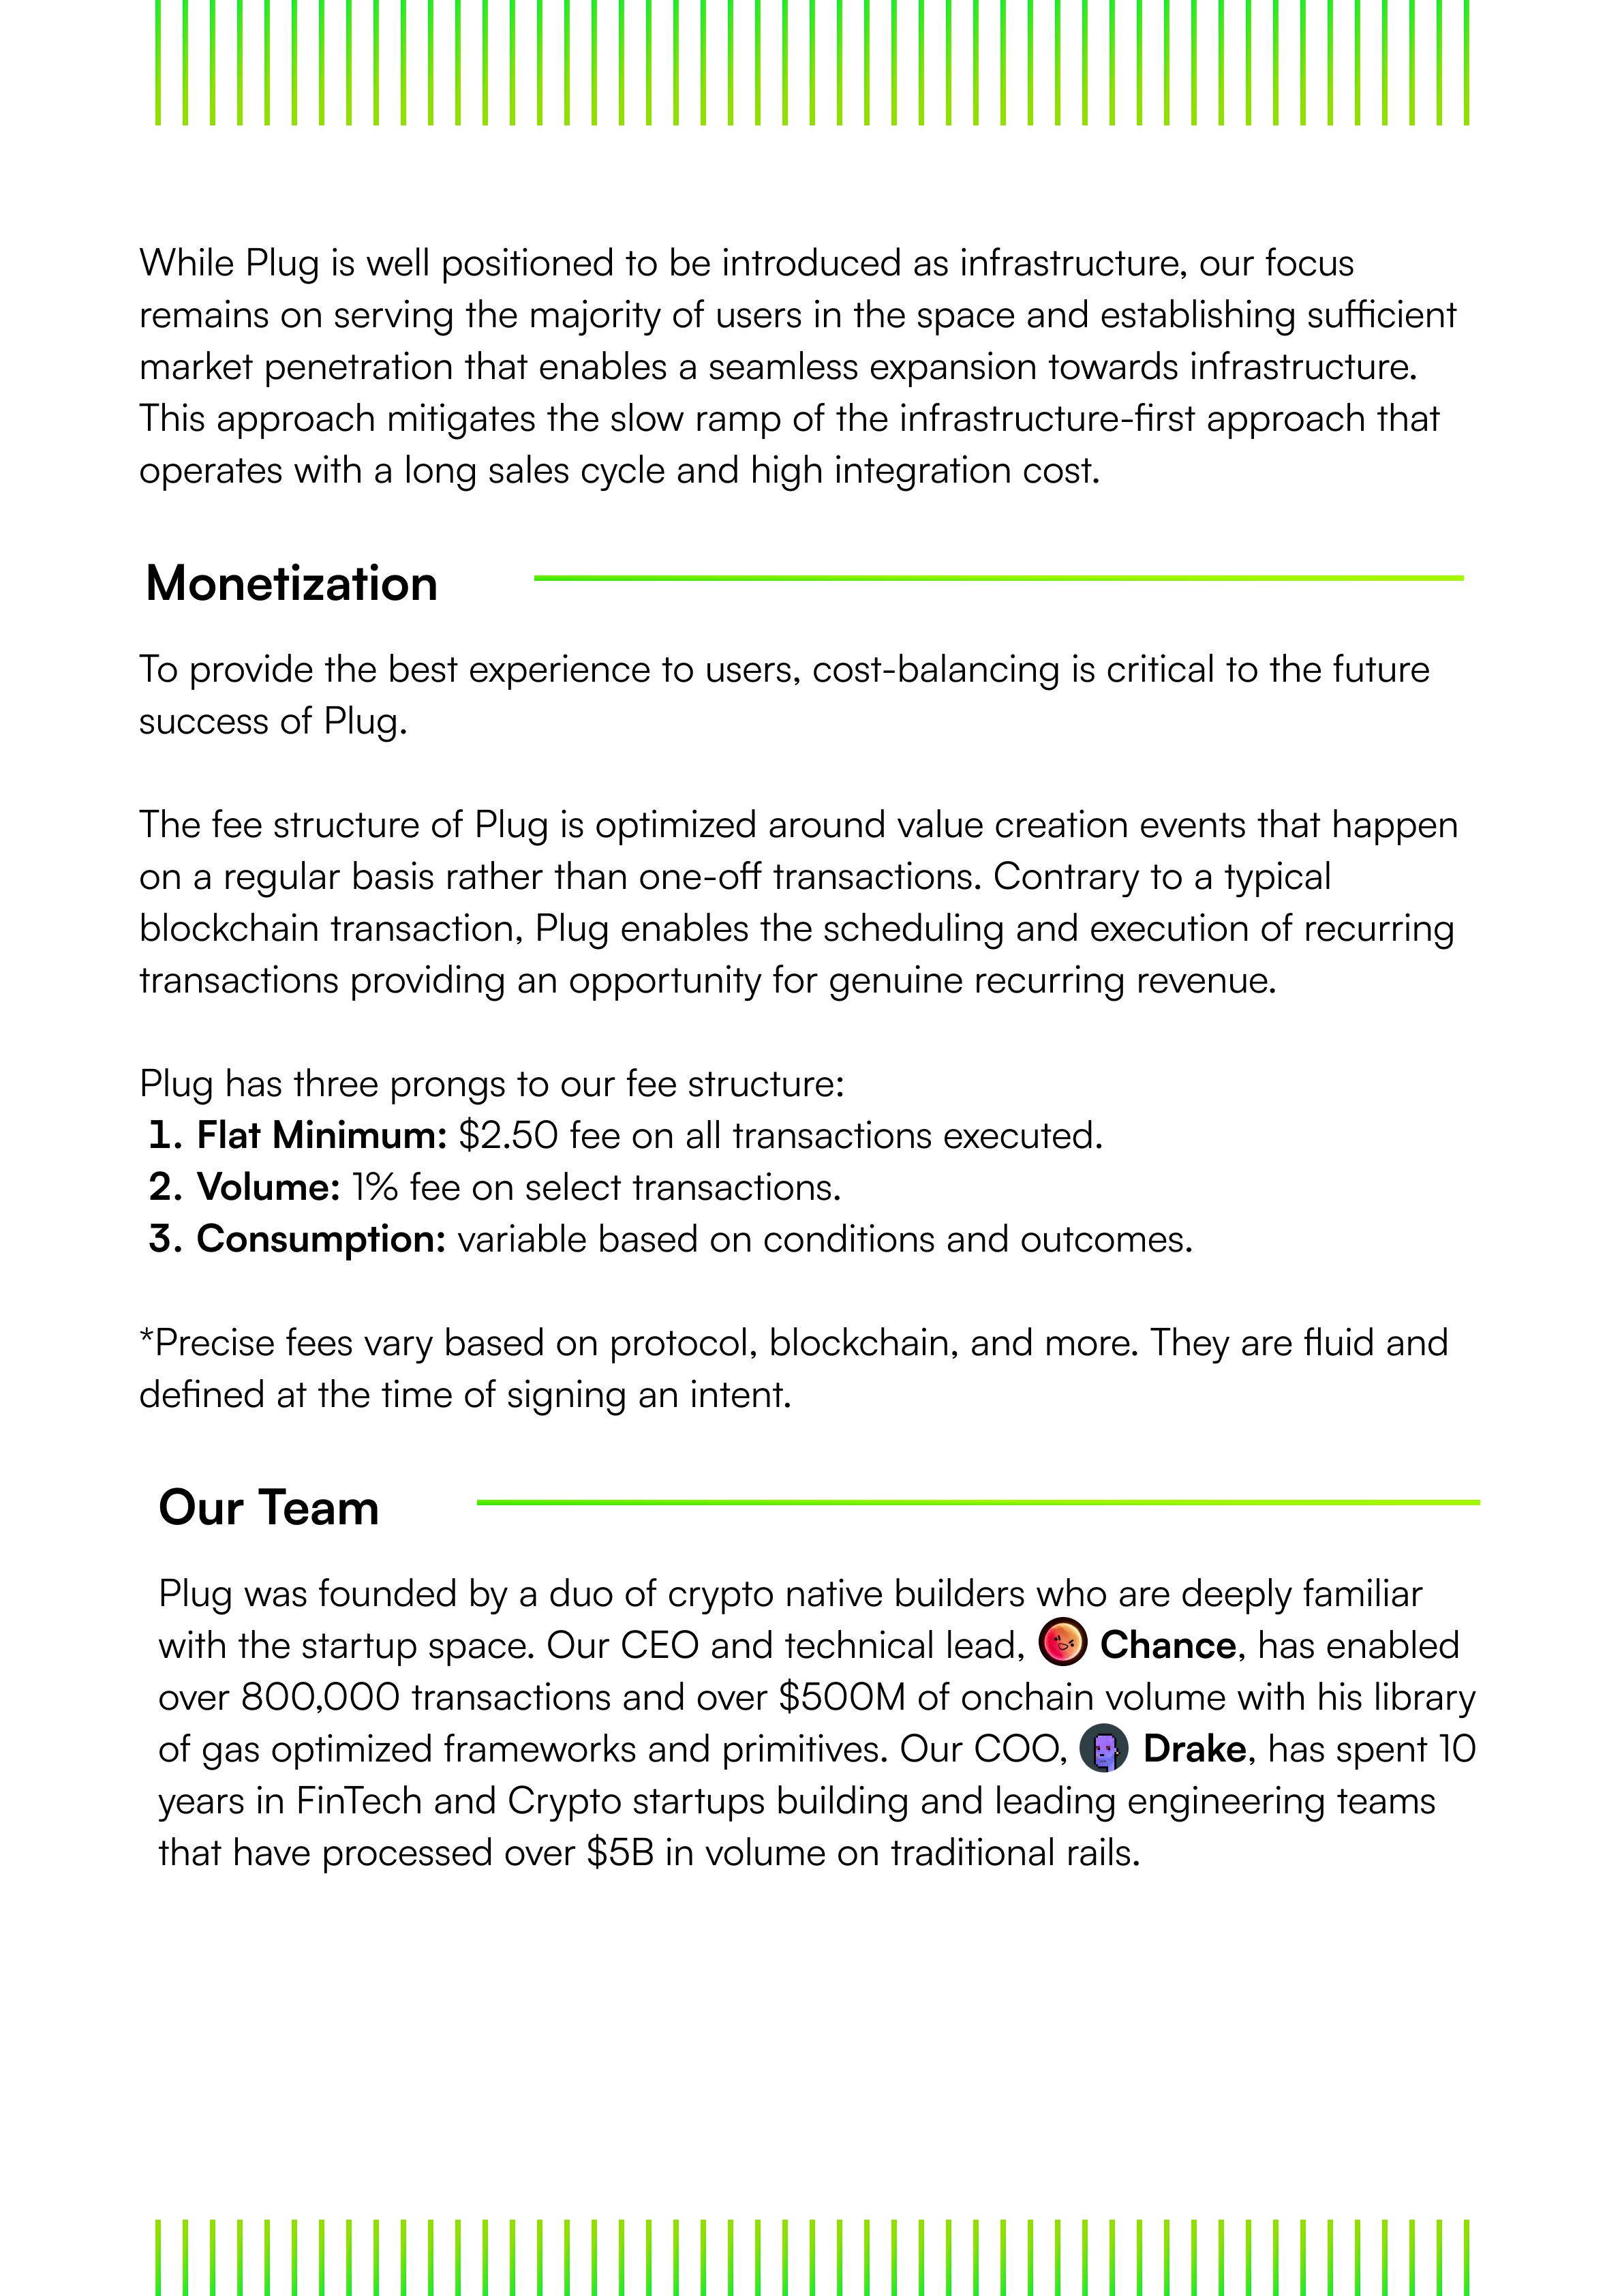 While Plug is well positioned to be introduced as infrastructure, our focus
remains on serving the majority of users in the space and establishing sufficient
market penetration that enables a seamless expansion towards infrastructure.
This approach mitigates the slow ramp of the infrastructure-first approach that
operates with a long sales cycle and high integration cost.
Monetization
To provide the best experience to users, cost-balancing is critical to the future
success of Plug.
The fee structure of Plug is optimized around value creation events that happen
on a regular basis rather than one-off transactions. Contrary to a typical
blockchain transaction, Plug enables the scheduling and execution of recurring
transactions providing an opportunity for genuine recurring revenue.
Plug has three prongs to our fee structure:
1. Flat Minimum: $2.50 fee on all transactions executed.
2. Volume: 1% fee on select transactions.
3. Consumption: variable based on conditions and outcomes.
*Precise fees vary based on protocol, blockchain, and more. They are fluid and
defined at the time of signing an intent.
Our Team
Plug was founded by a duo of crypto native builders who are deeply familiar
with the startup space. Our CEO and technical lead, Chance, has enabled
over 800,000 transactions and over $500M of onchain volume with his library
of gas optimized frameworks and primitives. Our COO, Drake, has spent 10
years in FinTech and Crypto startups building and leading engineering teams
that have processed over $5B in volume on traditional rails.